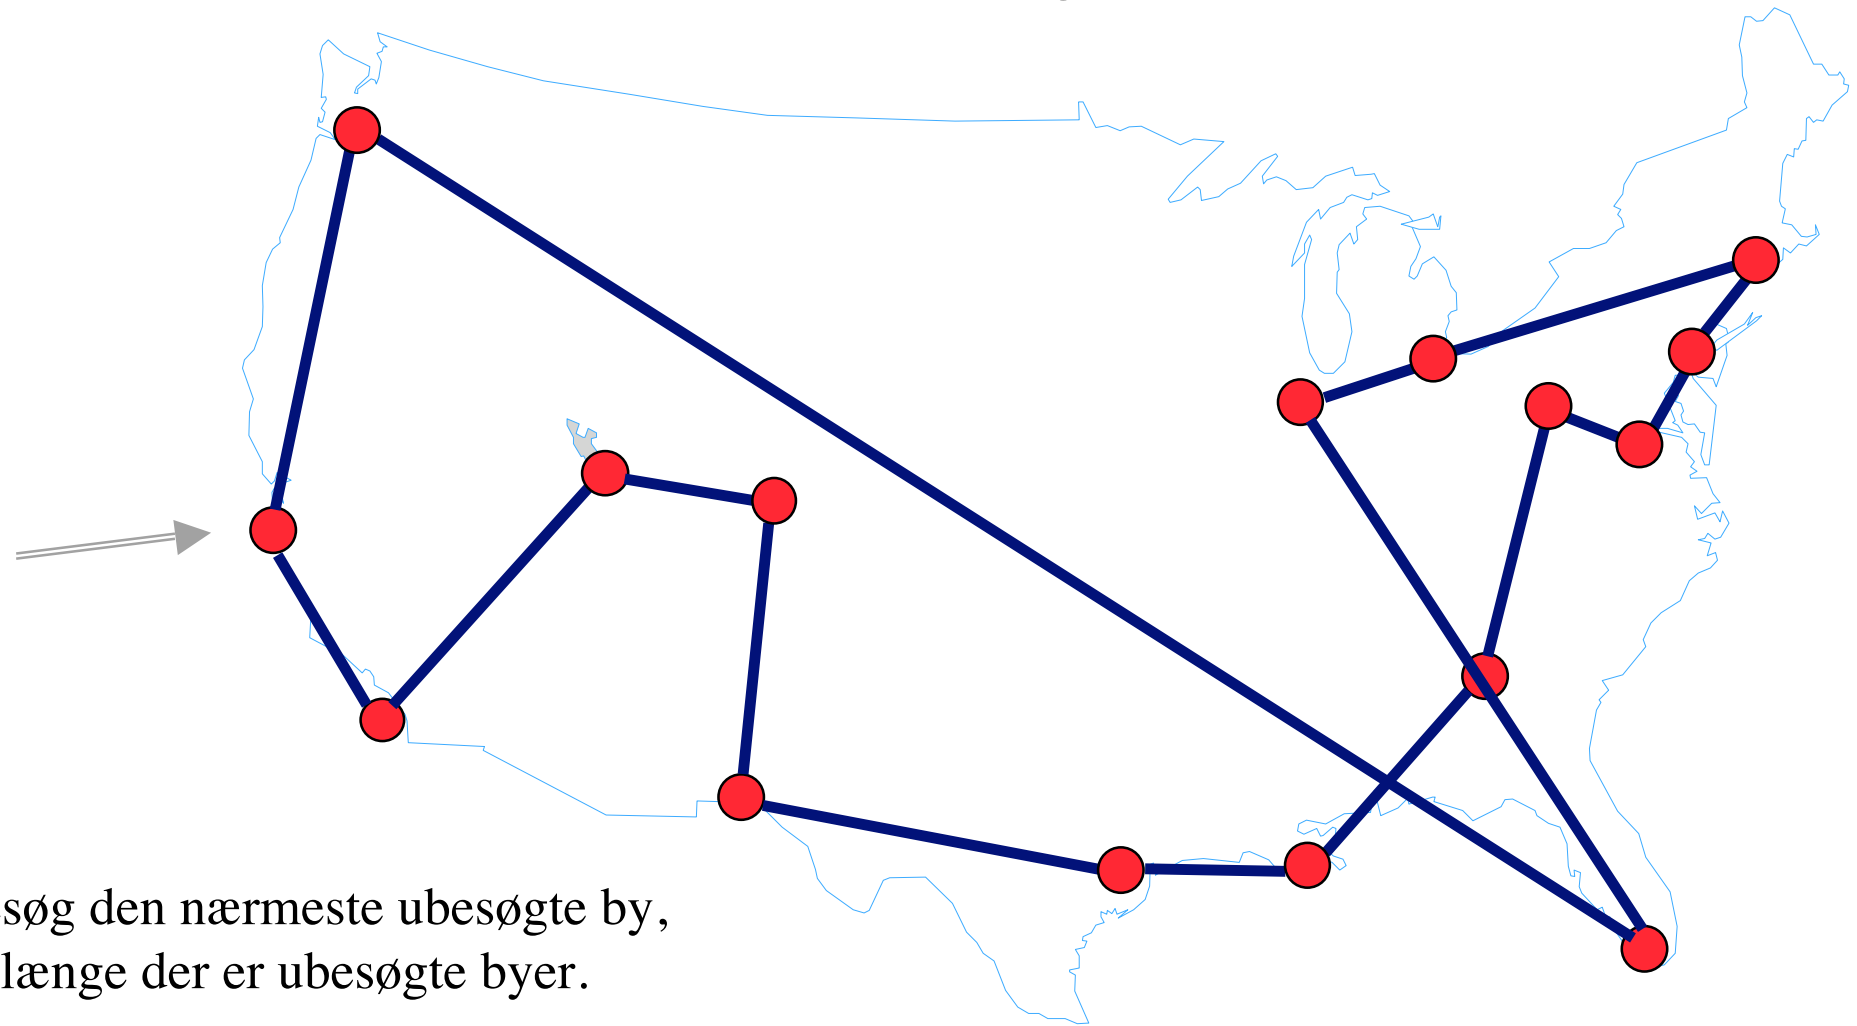 søg den nærmeste ubesøgte by,
længe der er ubesøgte byer.